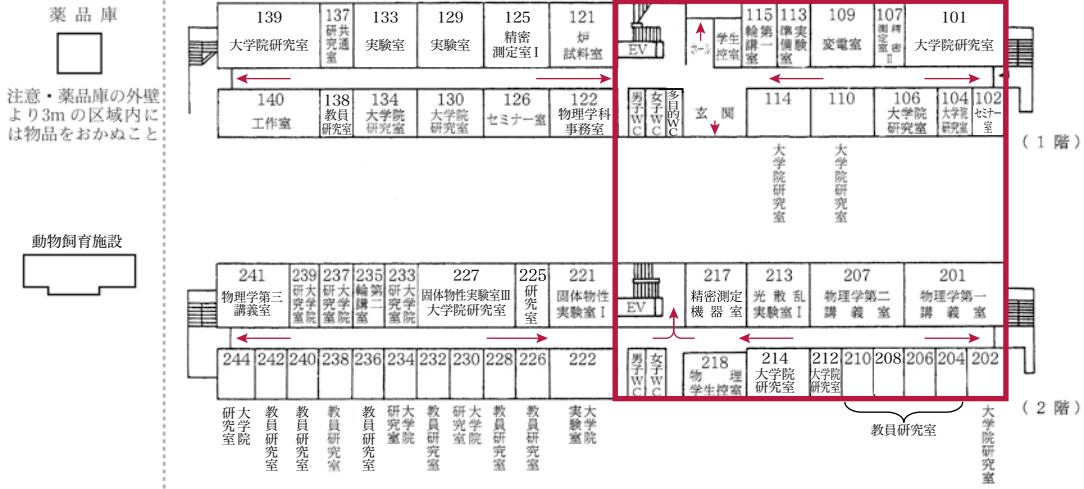 薬品庫
注意・薬品庫の外壁
より3mの区域内に
は物品をおかぬこと
動物飼育施設
139
大学院研究室
137
共通
研究室
133
実験室
129
実験室
125
精密
測定室Ⅰ
121
炉
試料室
EV
ホール
学生
控室
115
第一
輪講室
113
実験
準備室
109
変電室
107
精密
測定室Ⅱ
101
大学院研究室
140
工作室
138
教員
研究室
134
大学院
研究室
130
大学院
研究室
126
セミナー室
122
物理学科
事務室
男子WC
女子WC
多目的WC
玄関
114
大学院研究室
110
大学院研究室
106
大学院
研究室
104
大学院
研究室
102
セミナー
室
(1階)
241
物理学第三
講義室
239
大学院
研究室
237
大学院
研究室
235
第二
輪講室
233
大学院
研究室
227
固体物性実験室Ⅲ
大学院研究室
225
研究室
221
固体物性
実験室Ⅰ
EV
217
精密測定
機器室
213
光散乱
実験室Ⅰ
207
物理学第二
講義室
201
物理学第一
講義室
244
大学院
研究室
242
教員研究室
240
教員研究室
238
教員研究室
236
教員研究室
234
大学院
研究室
232
教員研究室
230
大学院
研究室
228
教員研究室
226
教員研究室
222
大学院
実験室
男子WC
女子WC
218
物理
学生控室
214
大学院
研究室
212
大学院
研究室
210
208
206
204
教員研究室
202
大学院研究室
(2階)